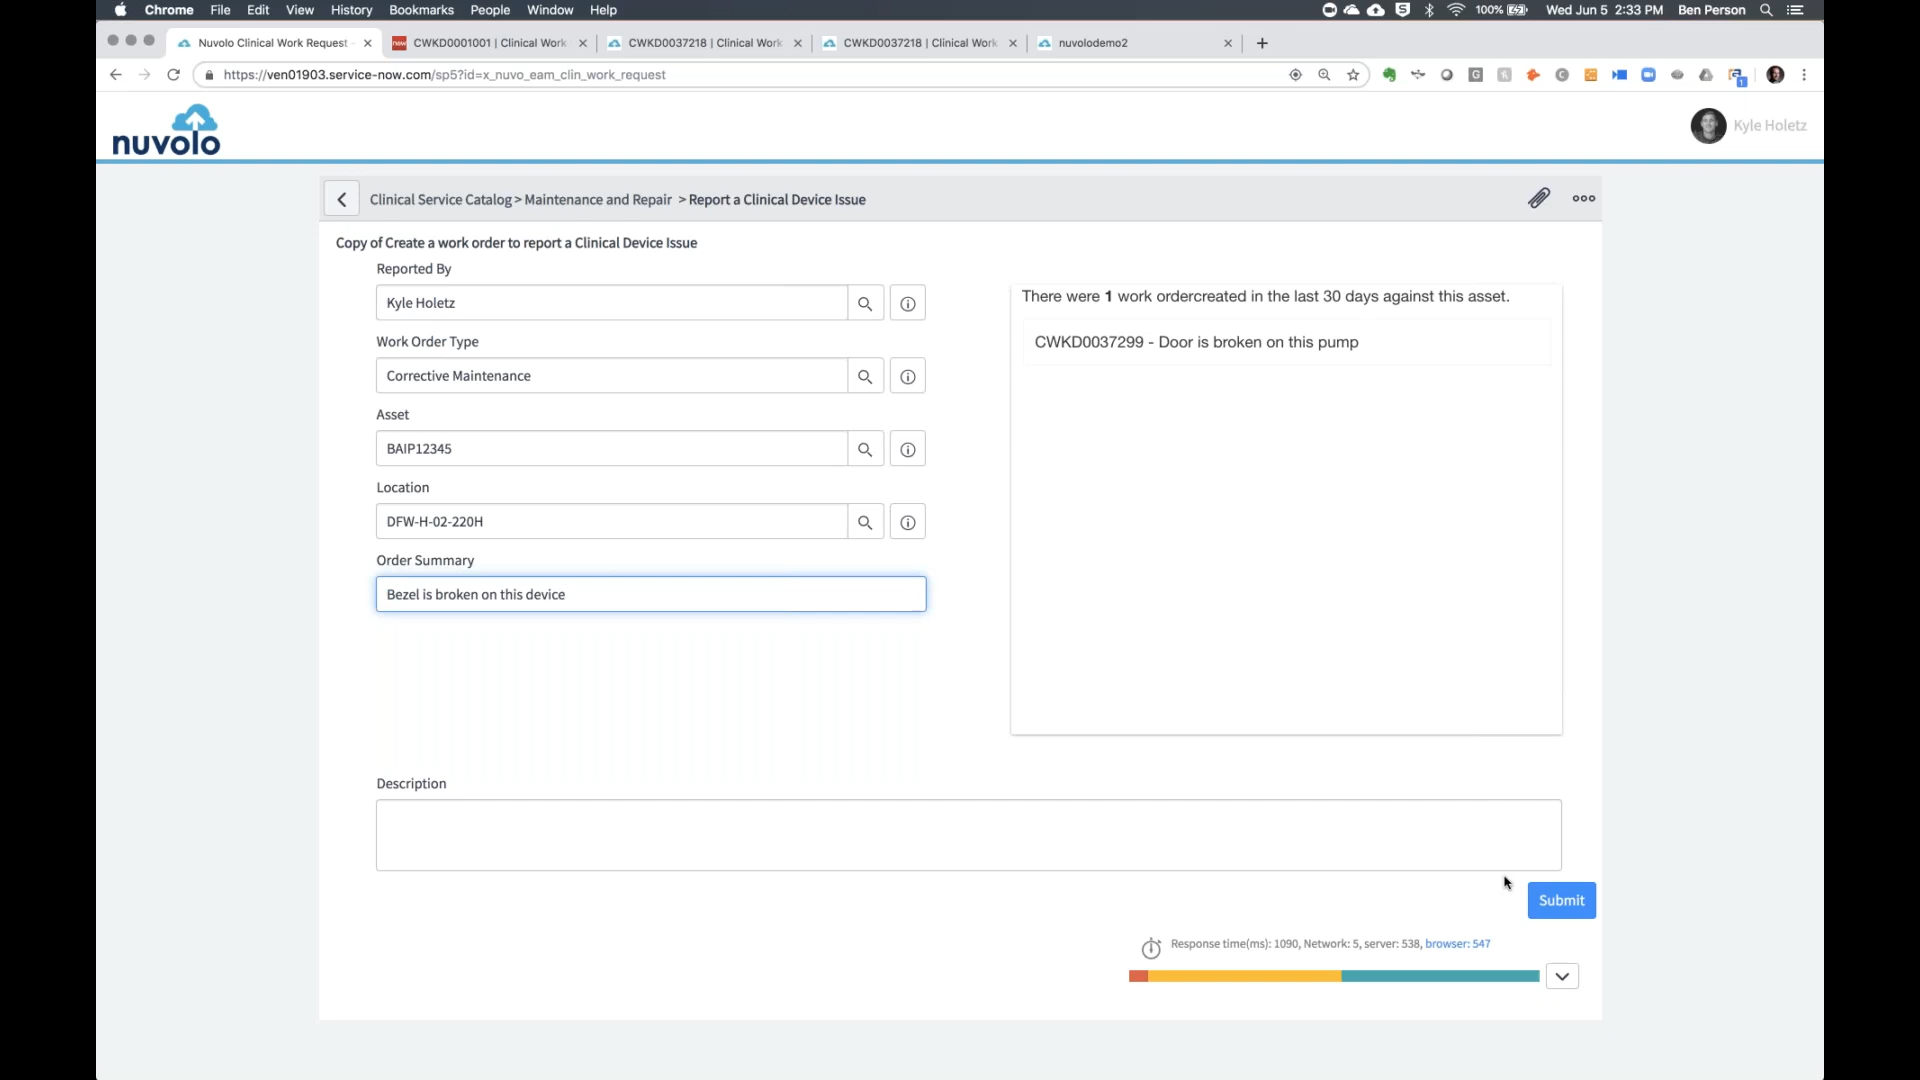 Chrome File Edit View History Bookmarks People Window Help 100% Wed Jun 5 2:33 PM Ben Person
Nuvolo Clinical Work Request - CWKD0001001 | Clinical Work CWKD0037218 | Clinical Work CWKD0037218 | Clinical Work nuvolodemo2
https://ven01903.service-now.com/sp5?id=x_nuvo_eam_clin_work_request
nuvolo
Kyle Holetz
Clinical Service Catalog > Maintenance and Repair > Report a Clinical Device Issue
Copy of Create a work order to report a Clinical Device Issue
Reported By
Kyle Holetz
Work Order Type
Corrective Maintenance
Asset
BAIP12345
Location
DFW-H-02-220H
Order Summary
Bezel is broken on this device
There were 1 work ordercreated in the last 30 days against this asset.
CWKD0037299 - Door is broken on this pump
Description
Submit
Response time(ms): 1090, Network: 5, server: 538, browser: 547